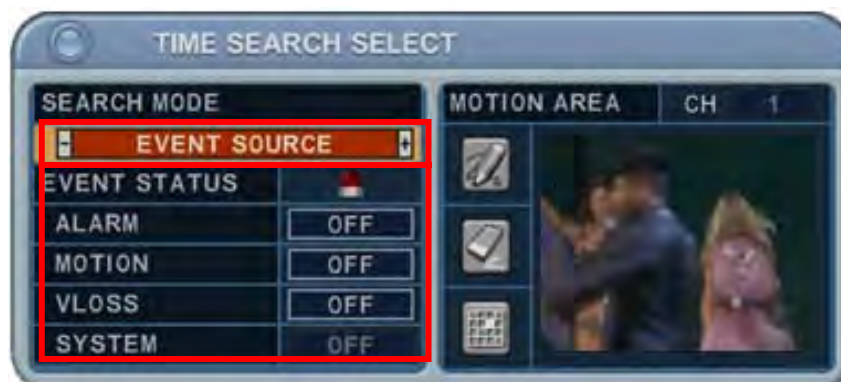 TIME SEARCH SELECT
SEARCH MODE
- EVENT SOURCE +
EVENT STATUS
ALARM OFF
MOTION OFF
VLOSS OFF
SYSTEM OFF
MOTION AREA CH 1